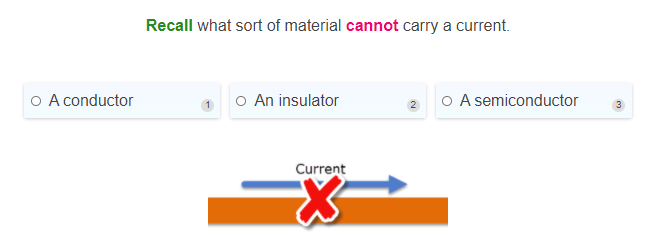 Recall what sort of material cannot carry a current.
A conductor 1 An insulator 2 A semiconductor 3
Current